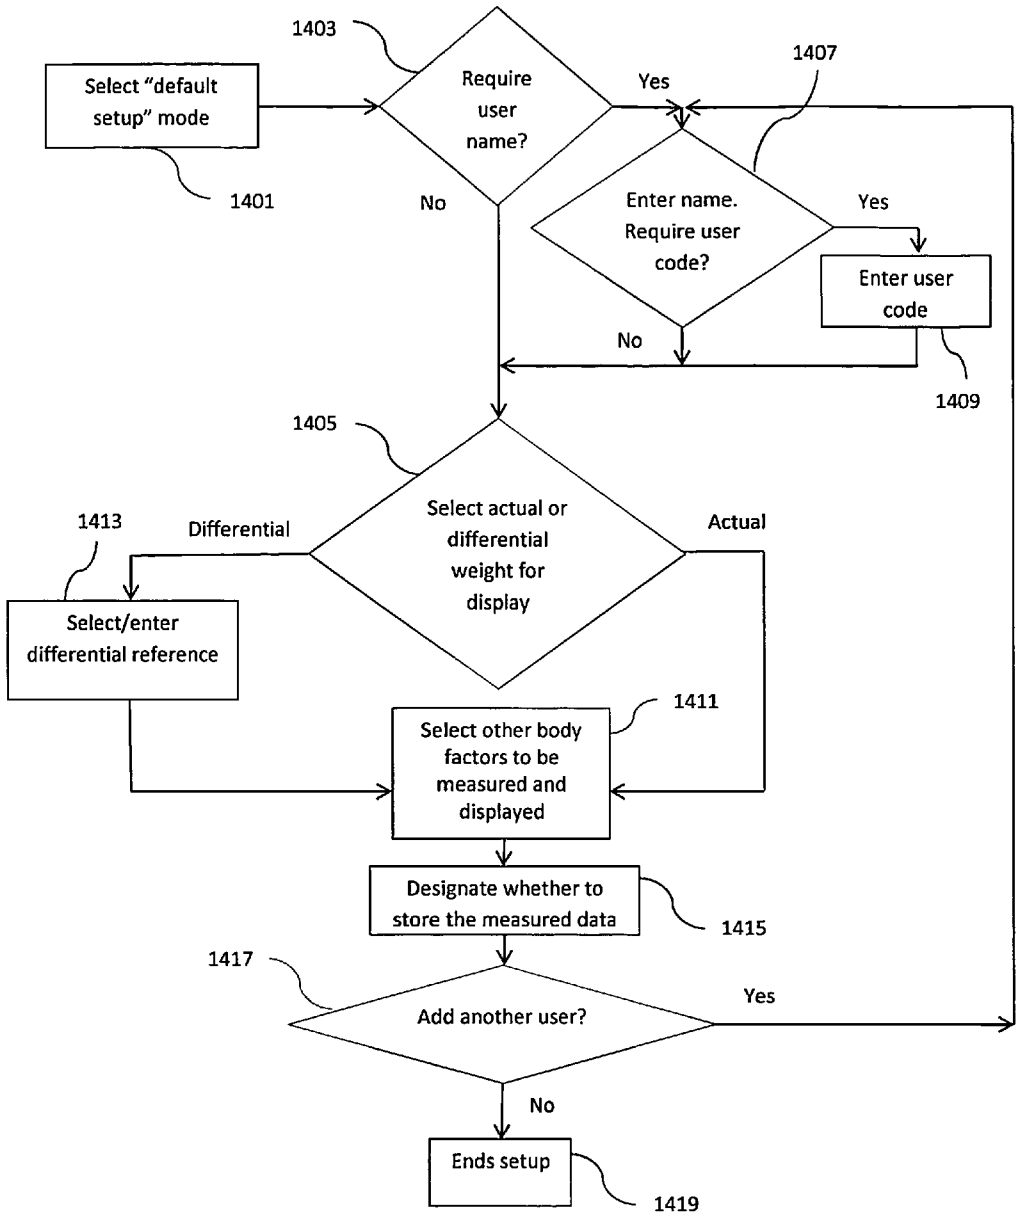 1403
Select “default
setup” mode
1401
Require
user
name?
Yes
No
1407
Enter name.
Require user
code?
Yes
No
Enter user
code
1409
1405
Select actual or
differential
weight for
display
Differential
Actual
1413
Select/enter
differential reference
1411
Select other body
factors to be
measured and
displayed
Designate whether to
store the measured data
1415
1417
Add another user?
Yes
No
Ends setup
1419